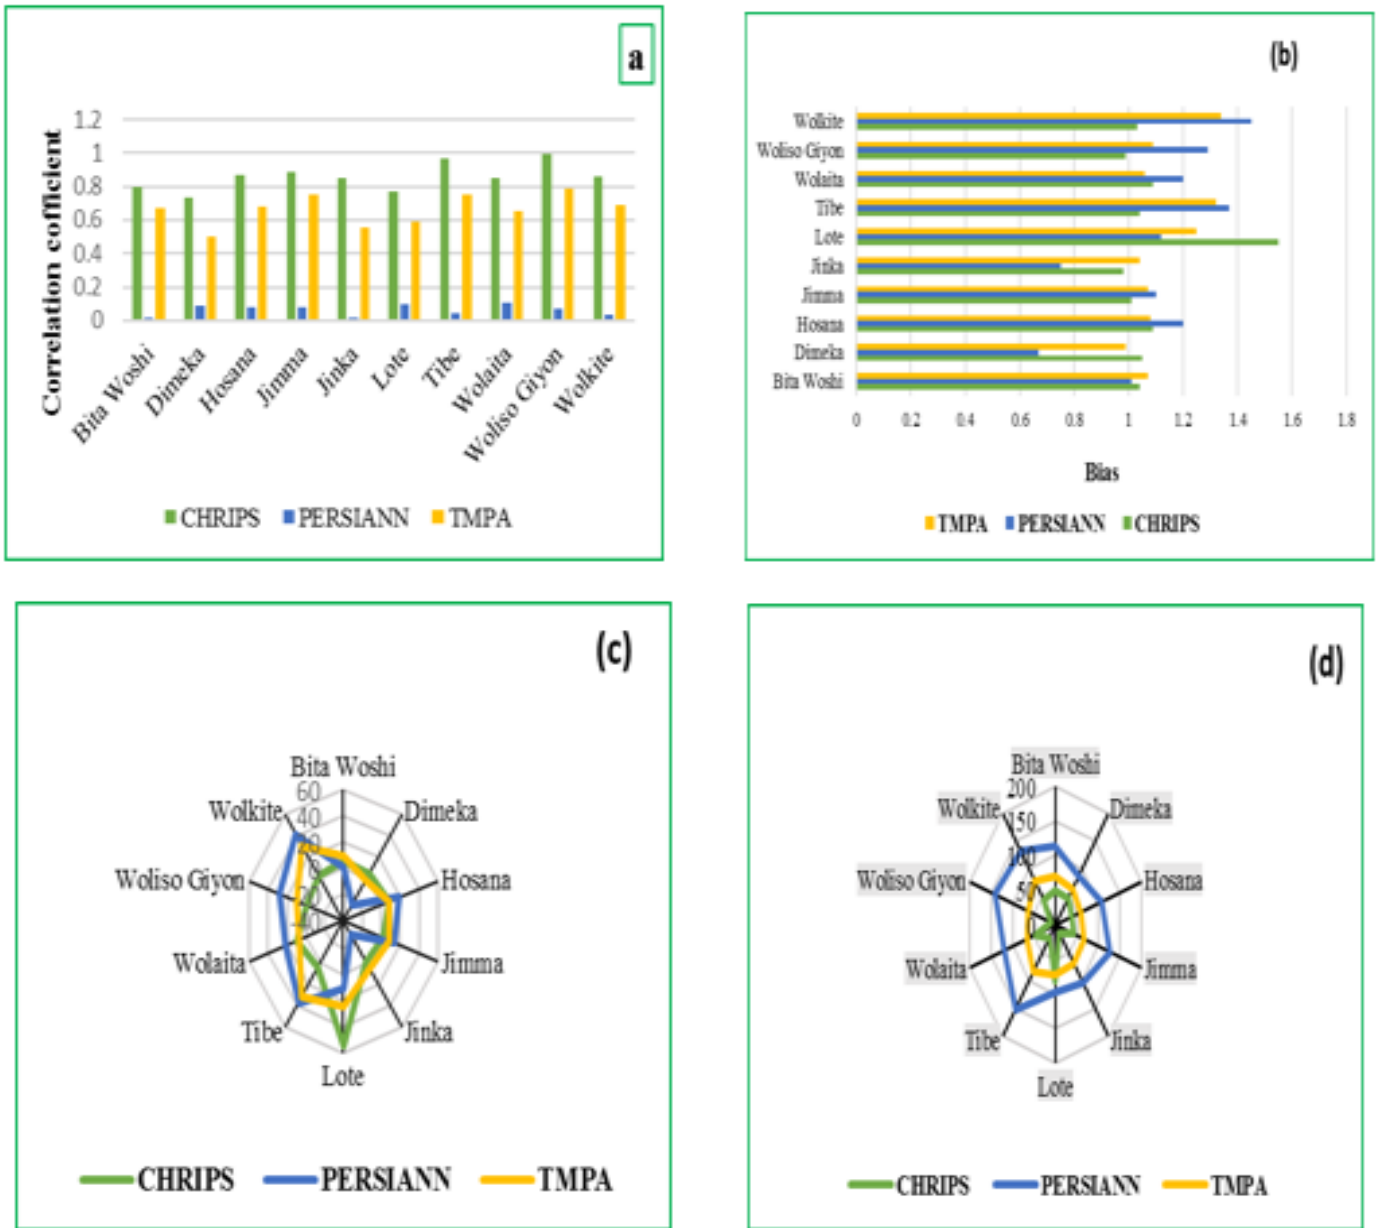 a
Correlation cofficient
1.2
1
0.8
0.6
0.4
0.2
0
Bita Woshi
Dimeka
Hosana
Jimma
Jinka
Lote
Tibe
Wolaita
Woliso Giyon
Wolkite
CHRIPS PERSIANN TMPA
(b)
Wolkite
Woliso Giyon
Wolaita
Tibe
Lote
Jinka
Jimma
Hosana
Dimeka
Bita Woshi
0 0.2 0.4 0.6 0.8 1 1.2 1.4 1.6 1.8
Bias
TMPA PERSIANN CHRIPS
(c)
Bita Woshi
60
Wolkite 40 Dimeka
Woliso Giyon Hosana
Wolaita Jimma
Tibe Jinka
Lote
CHRIPS PERSIANN TMPA
(d)
Bita Woshi
200
Wolkite 150 Dimeka
100
Woliso Giyon 50 Hosana
Wolaita Jimma
Tibe Jinka
Lote
CHRIPS PERSIANN TMPA